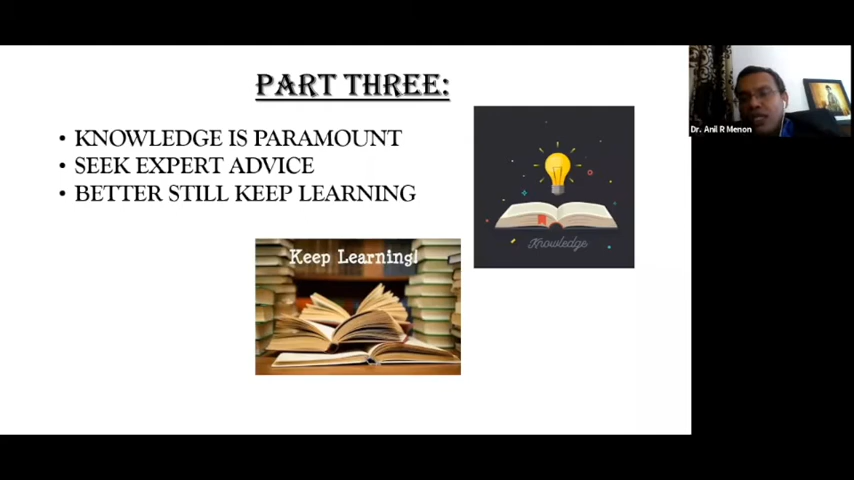 PART THREE:
• KNOWLEDGE IS PARAMOUNT
• SEEK EXPERT ADVICE
• BETTER STILL KEEP LEARNING
Knowledge
Keep Learning!
Dr. Anil R Menon